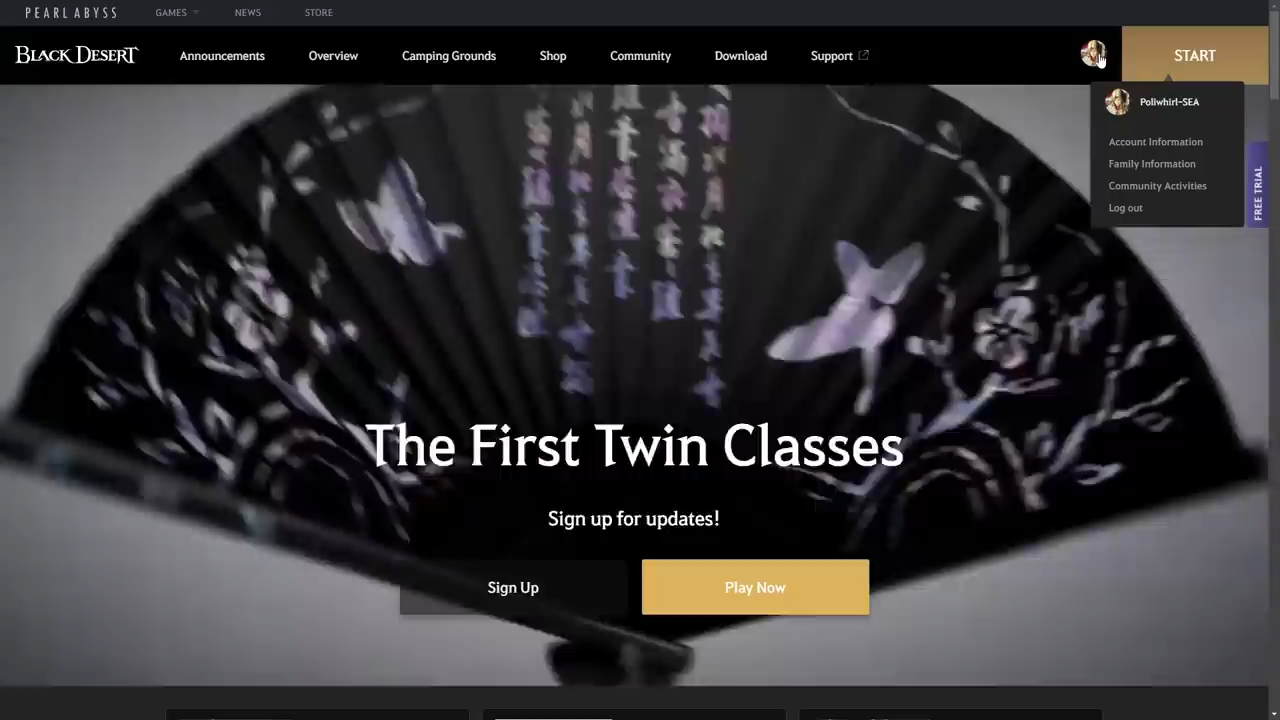 PEARL ABYSS GAMES NEWS STORE
BLACK DESERT Announcements Overview Camping Grounds Shop Community Download Support START
Poliwhirl-SEA
Account Information
Family Information
Community Activities
Log out
FREE TRIAL
The First Twin Classes
Sign up for updates!
Sign Up Play Now